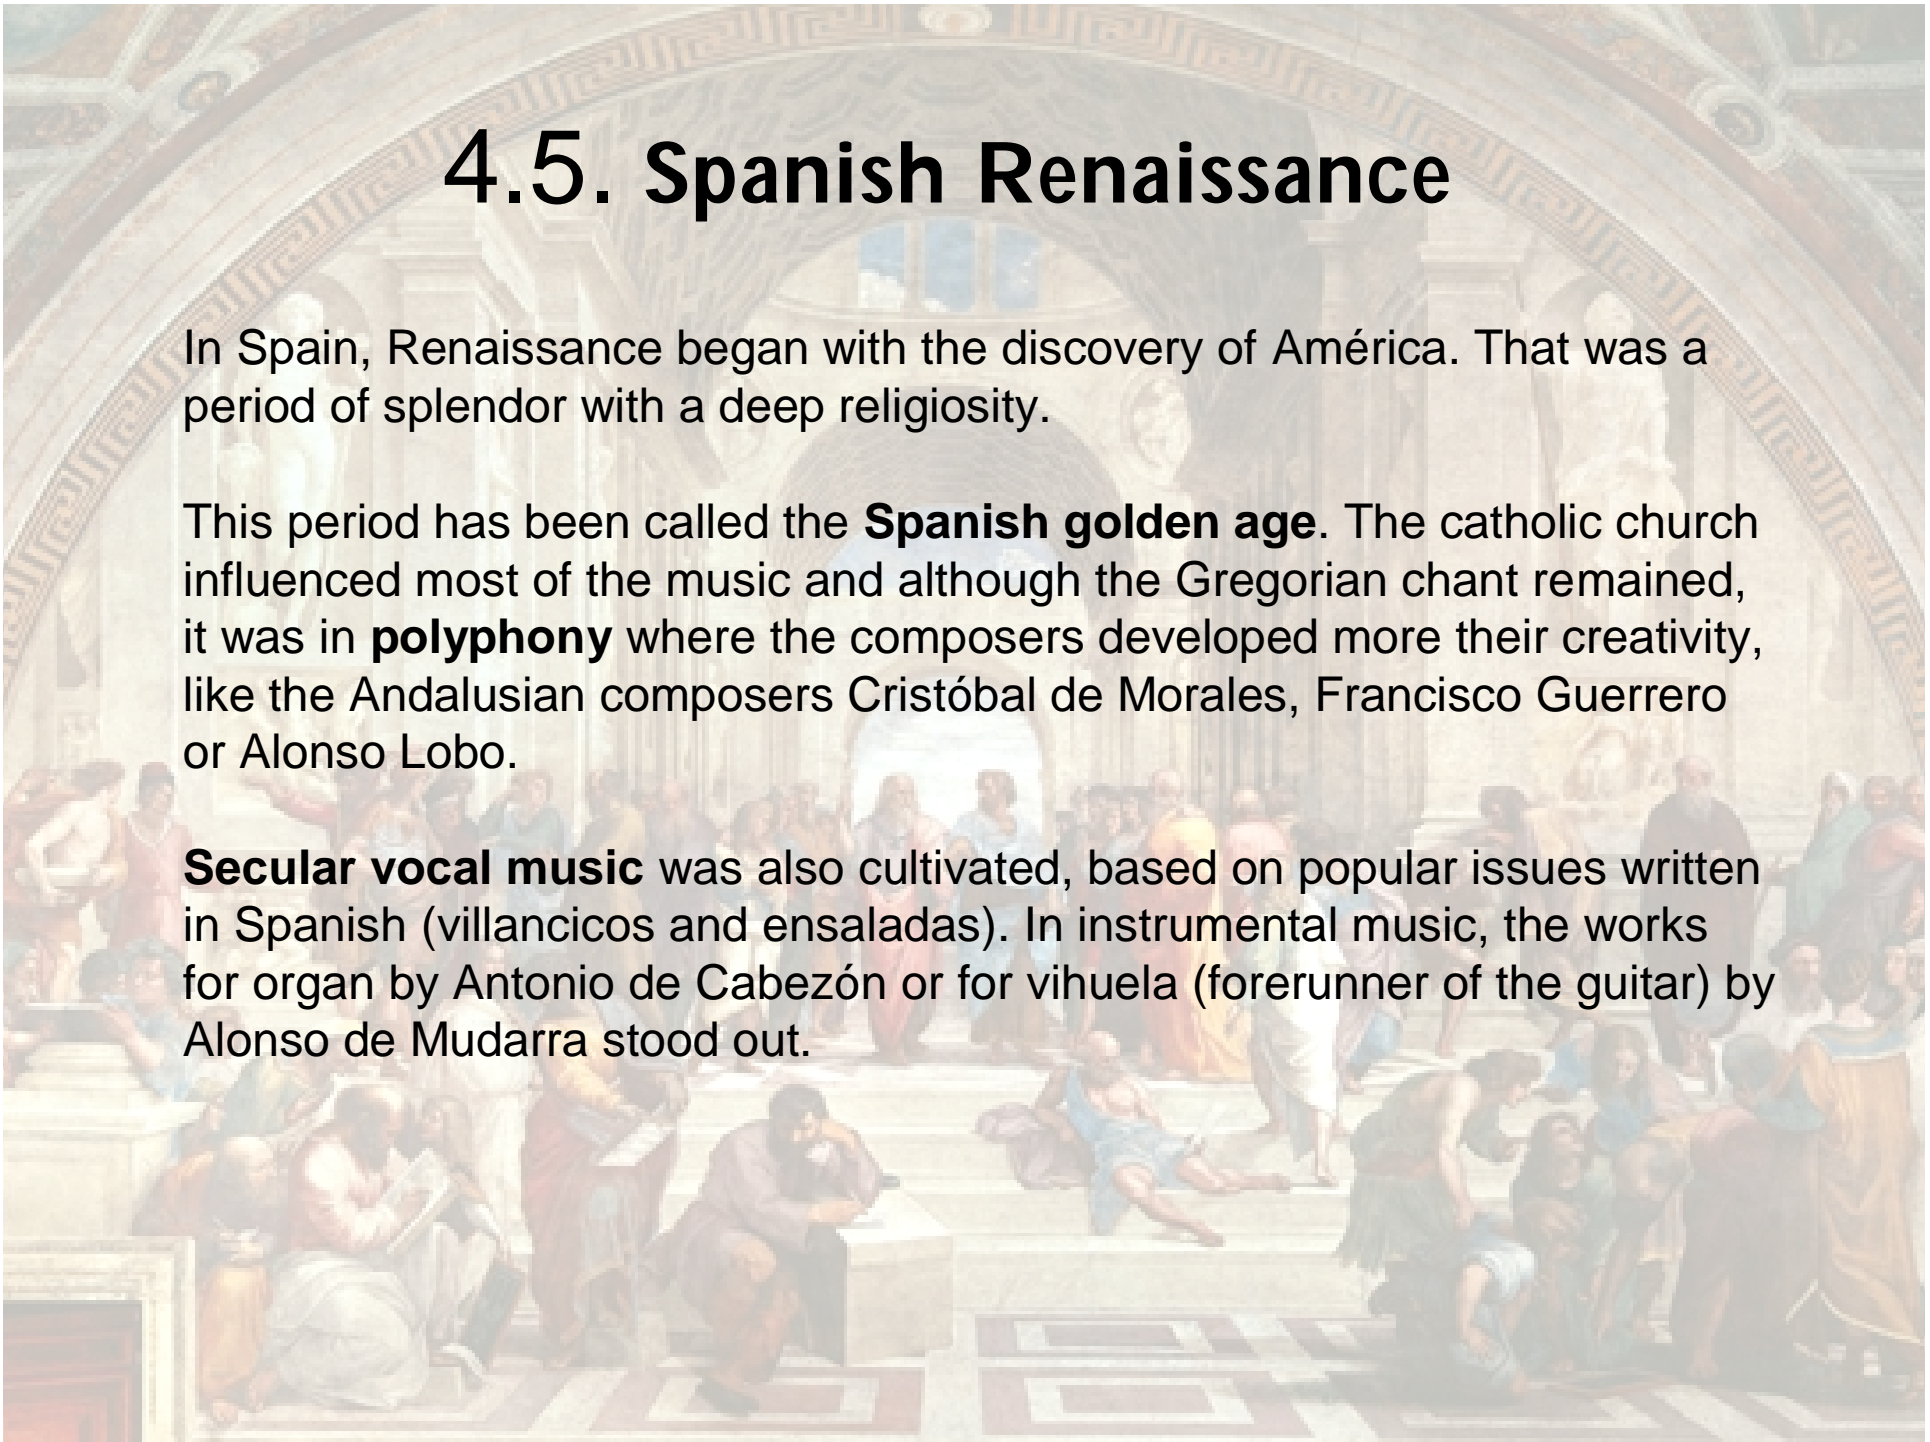 4.5. Spanish Renaissance
In Spain, Renaissance began with the discovery of América. That was a
period of splendor with a deep religiosity.
This period has been called the Spanish golden age. The catholic church
influenced most of the music and although the Gregorian chant remained,
it was in polyphony where the composers developed more their creativity,
like the Andalusian composers Cristóbal de Morales, Francisco Guerrero
or Alonso Lobo.
Secular vocal music was also cultivated, based on popular issues written
in Spanish (villancicos and ensaladas). In instrumental music, the works
for organ by Antonio de Cabezón or for vihuela (forerunner of the guitar) by
Alonso de Mudarra stood out.